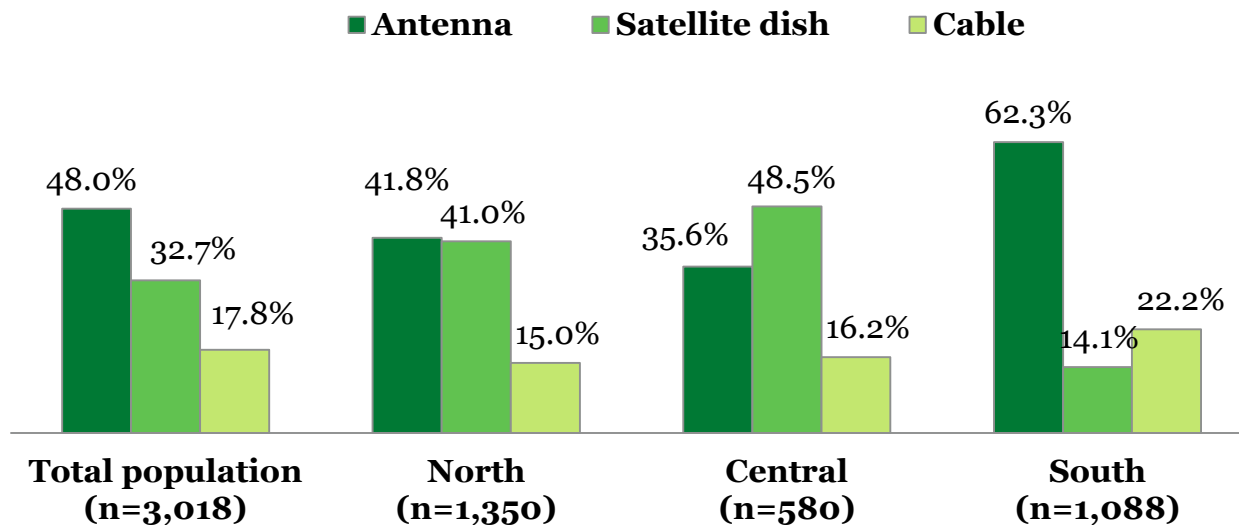 Antenna Satellite dish Cable
48.0%
32.7%
17.8%
41.8%
41.0%
15.0%
35.6%
48.5%
16.2%
62.3%
14.1%
22.2%
Total population
(n=3,018)
North
(n=1,350)
Central
(n=580)
South
(n=1,088)